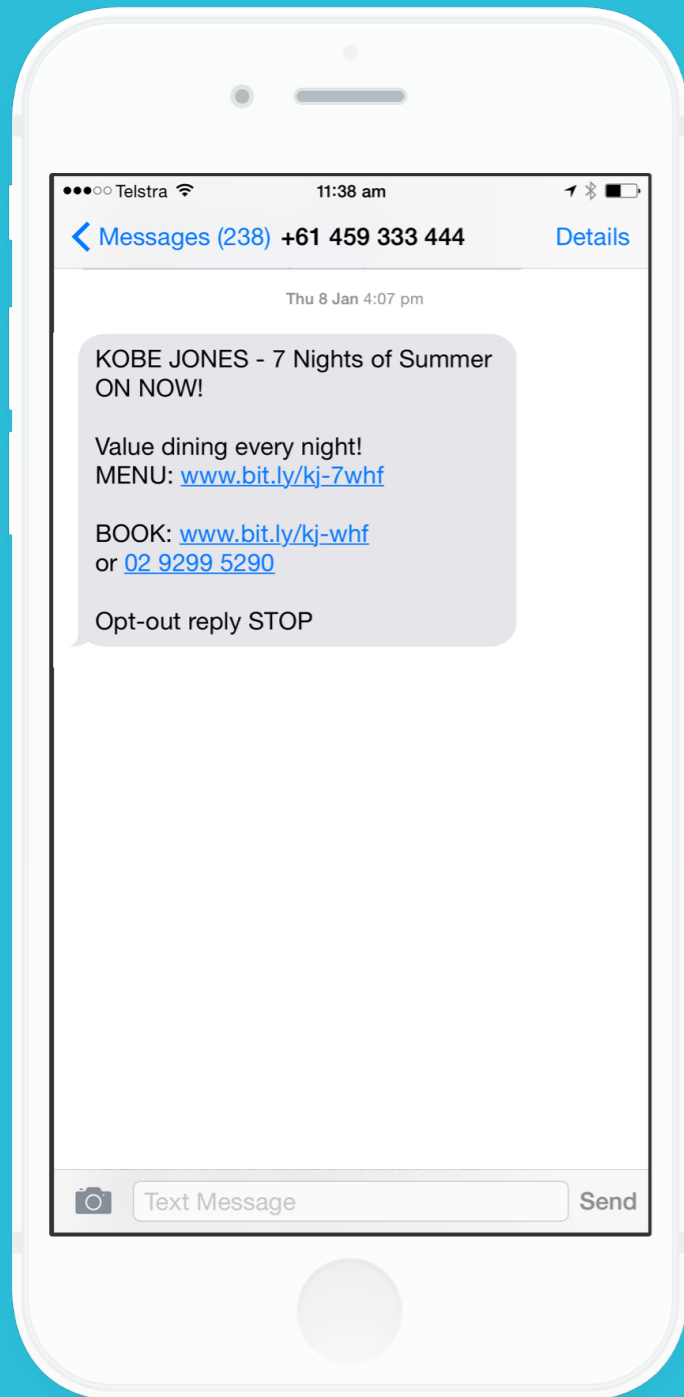 Telstra 11:38 am
Messages (238) +61 459 333 444 Details
Thu 8 Jan 4:07 pm
KOBE JONES - 7 Nights of Summer
ON NOW!
Value dining every night!
MENU: www.bit.ly/kj-7whf
BOOK: www.bit.ly/kj-whf
or 02 9299 5290
Opt-out reply STOP
Text Message Send